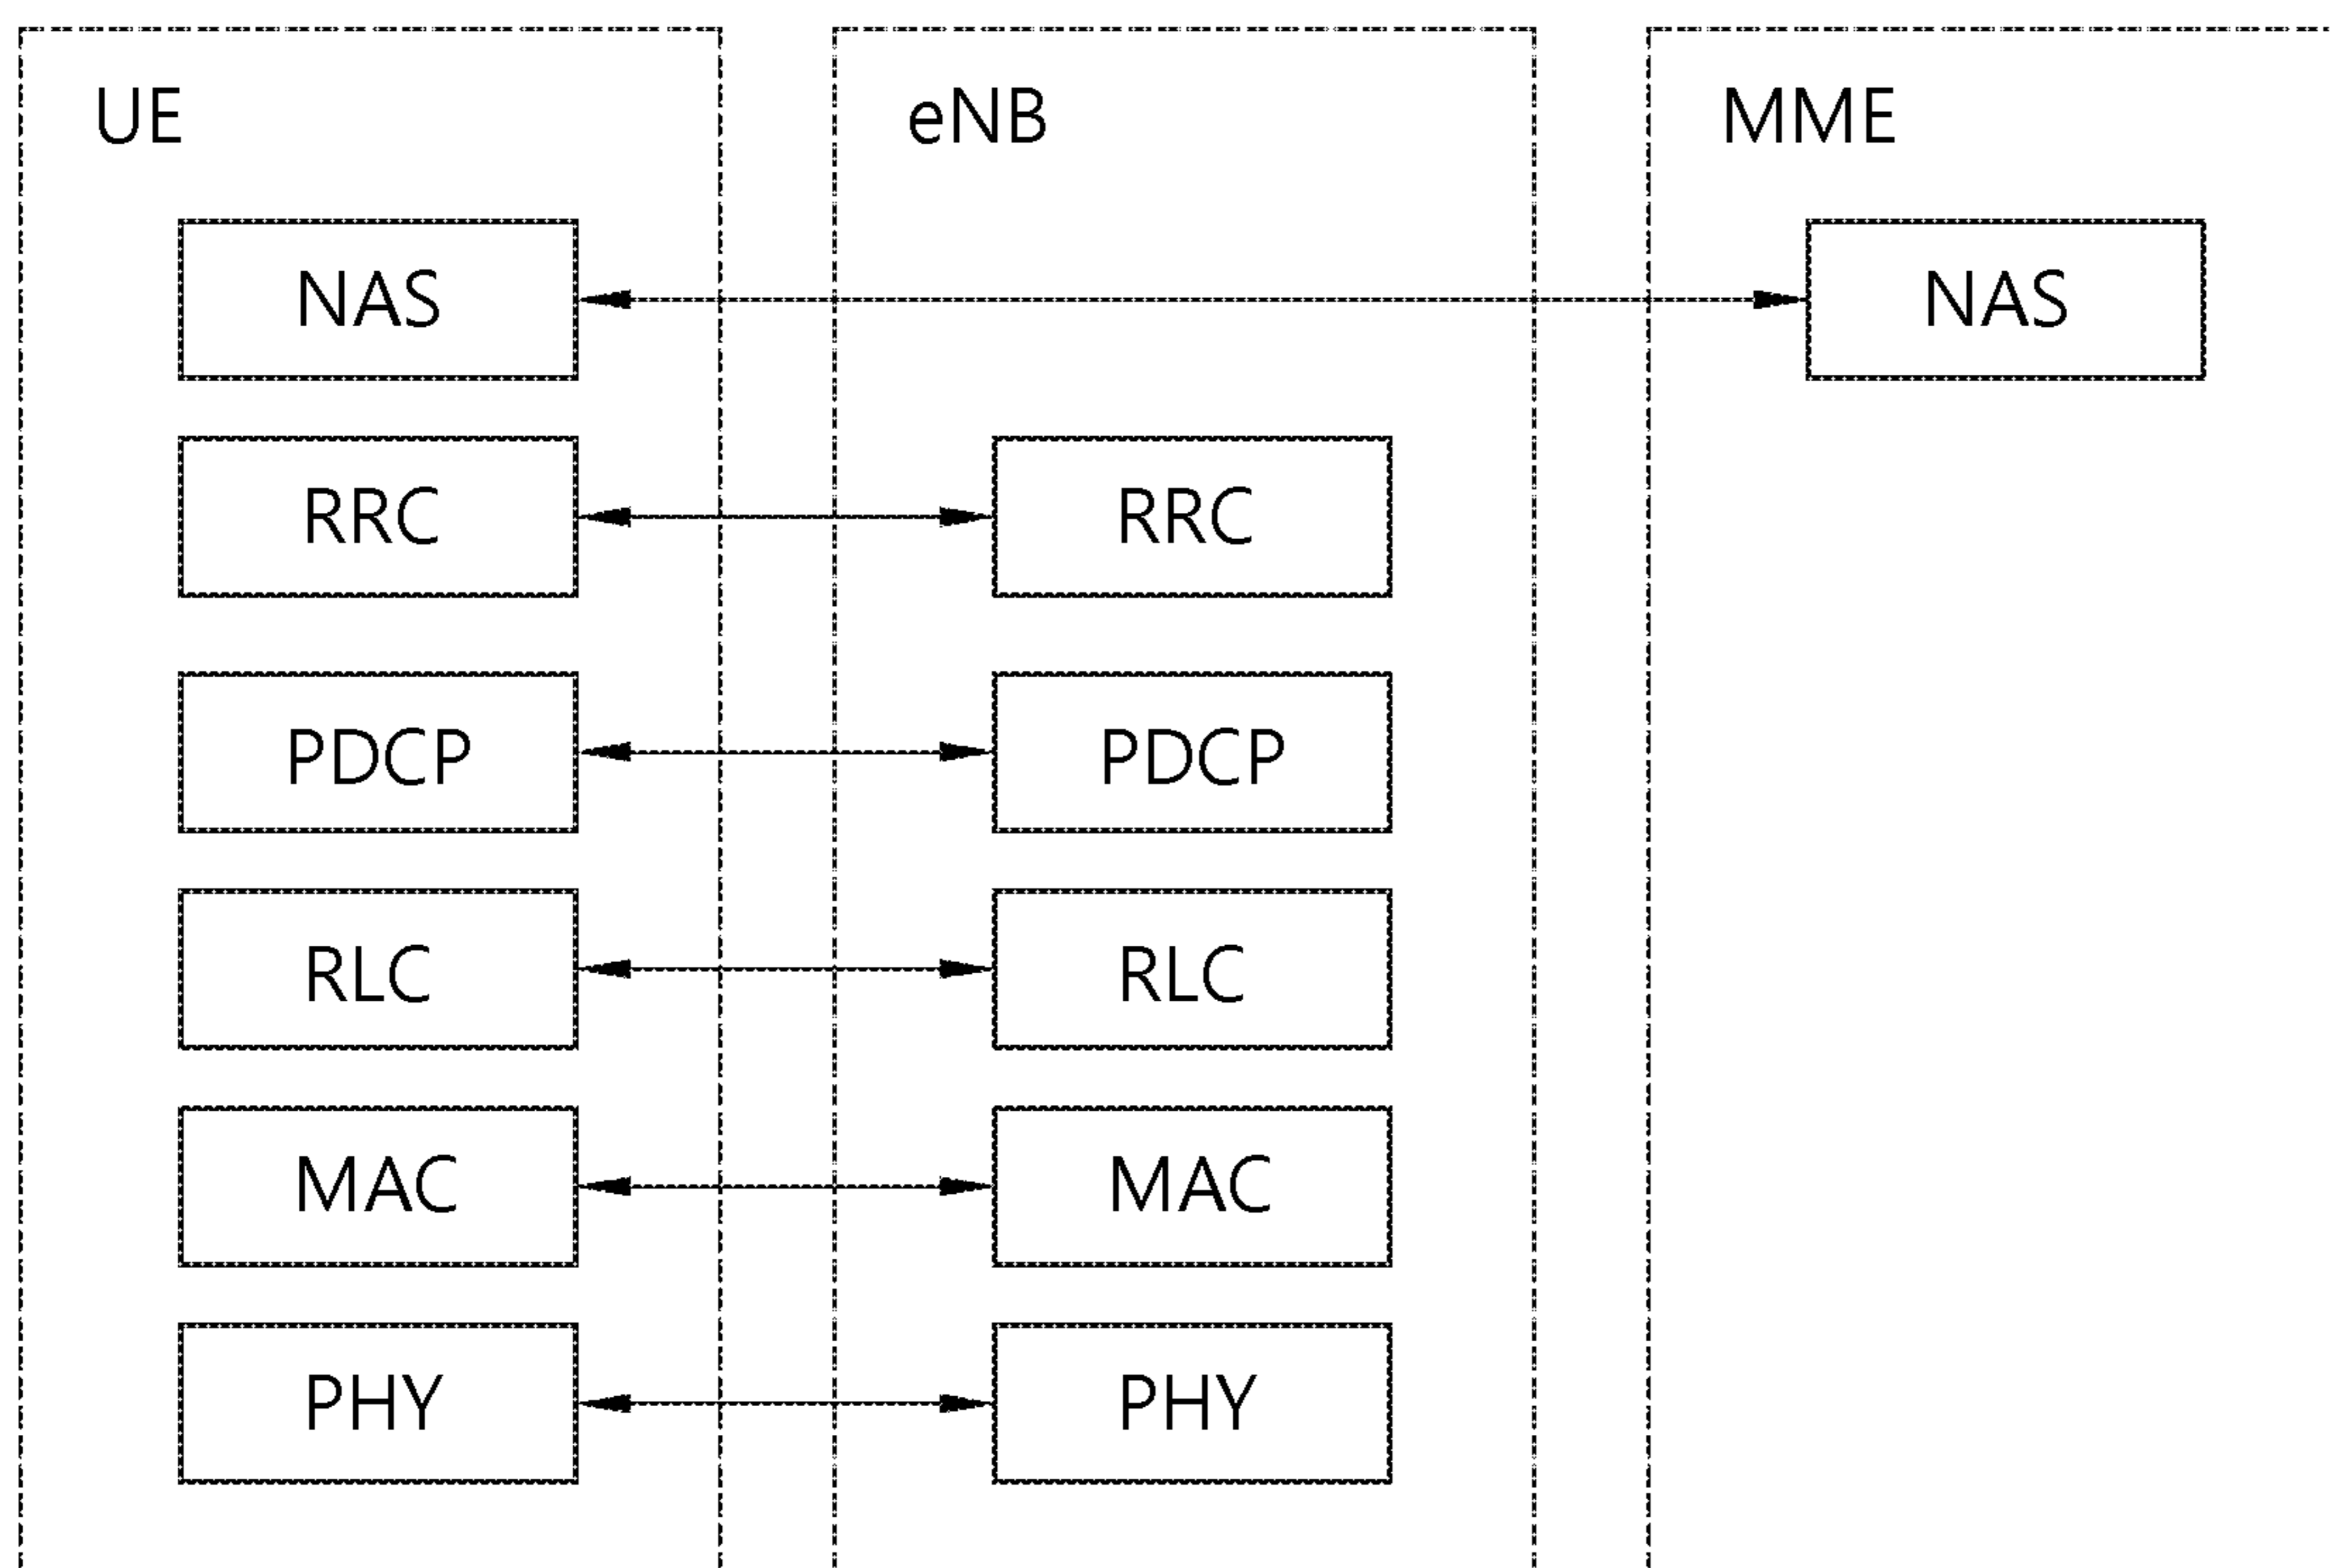 UE eNB MME
NAS NAS
RRC RRC
PDCP PDCP
RLC RLC
MAC MAC
PHY PHY